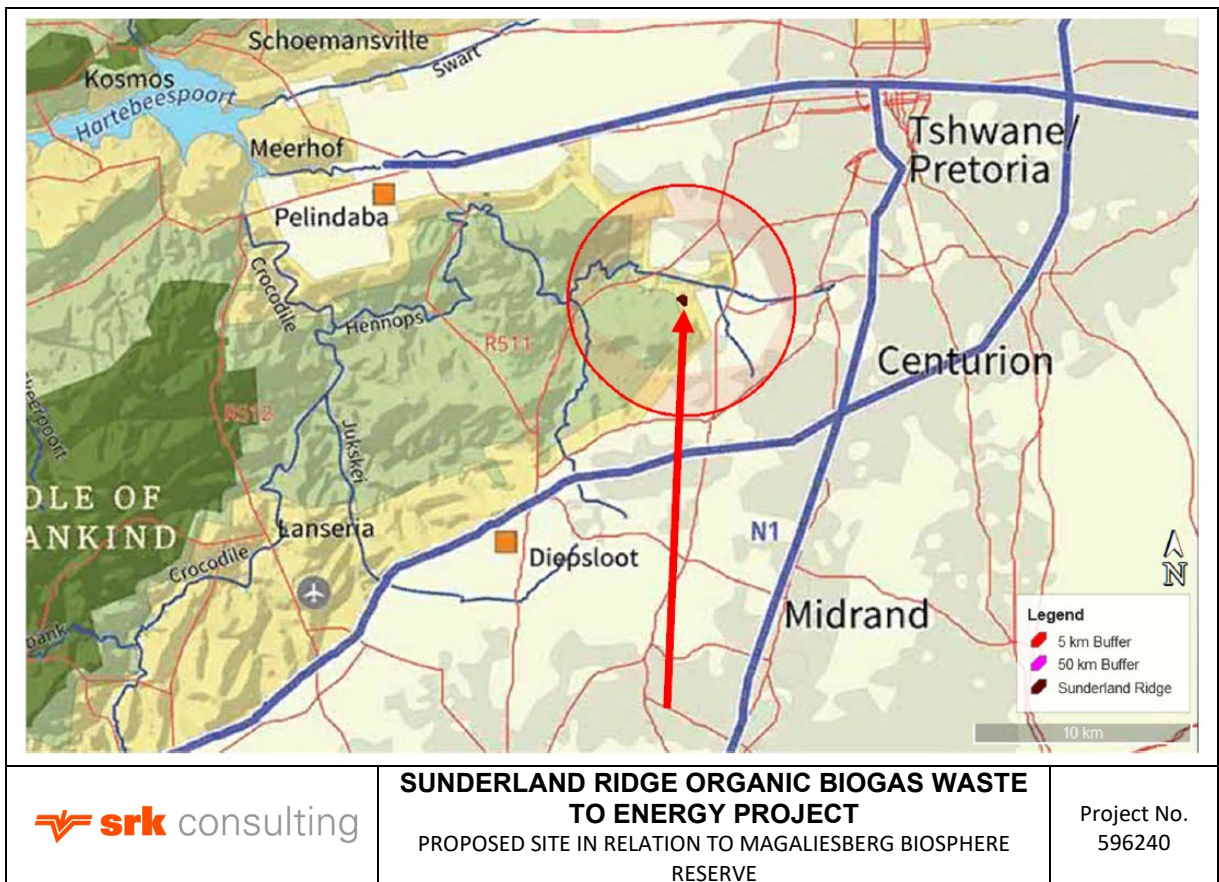 Schoemansville
Swart
Kosmos
Hartebeespoort
Meerhof
Tshwane/
Pretoria
Pelindaba
Crocodile
Hennops
R511
Centurion
R512
Jukskei
DLE OF
ANKIND
Lanseria
Crocodile
Diepsloot
N1
Midrand
N
bank
Legend
5 km Buffer
50 km Buffer
Sunderland Ridge
10 km
srk consulting
SUNDERLAND RIDGE ORGANIC BIOGAS WASTE
TO ENERGY PROJECT
PROPOSED SITE IN RELATION TO MAGALIESBERG BIOSPHERE
RESERVE
Project No.
596240